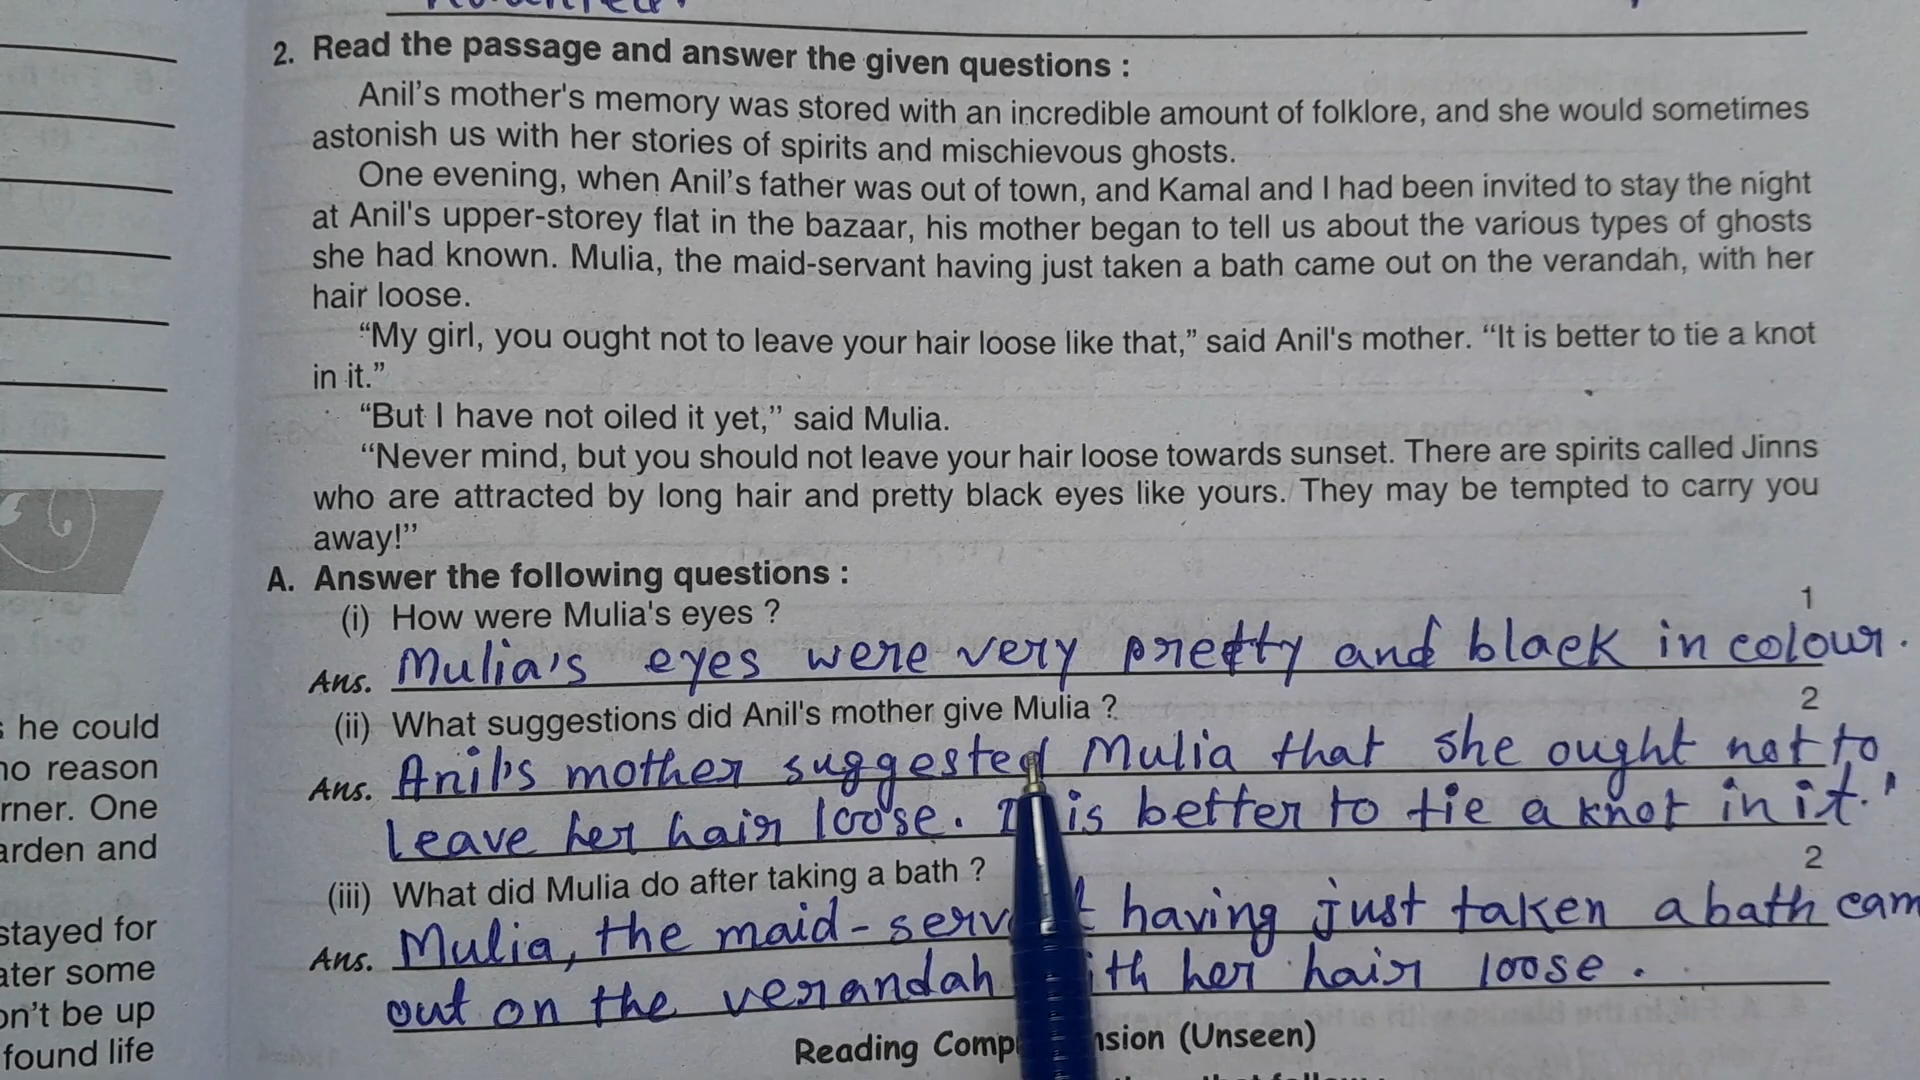 2. Read the passage and answer the given questions :
Anil's mother's memory was stored with an incredible amount of folklore, and she would sometimes
astonish us with her stories of spirits and mischievous ghosts.
One evening, when Anil's father was out of town, and Kamal and I had been invited to stay the night
at Anil's upper-storey flat in the bazaar, his mother began to tell us about the various types of ghosts
she had known. Mulia, the maid-servant having just taken a bath came out on the verandah, with her
hair loose.
“My girl, you ought not to leave your hair loose like that,” said Anil's mother. “It is better to tie a knot
in it.”
“But I have not oiled it yet,” said Mulia.
“Never mind, but you should not leave your hair loose towards sunset. There are spirits called Jinns
who are attracted by long hair and pretty black eyes like yours. They may be tempted to carry you
away!”
A. Answer the following questions :
(i) How were Mulia's eyes ? 1
Ans. Mulia's eyes were very pretty and black in colour.
(ii) What suggestions did Anil's mother give Mulia ? 2
Ans. Anil's mother suggested Mulia that she ought not to
leave her hair loose. is better to tie a knot in it.'
(iii) What did Mulia do after taking a bath ? 2
Ans. Mulia, the maid- having just taken a bath cam
out on the verandah her hair loose.
Reading (Unseen)
he could
no reason
One
and
stayed for
some
be up
found life